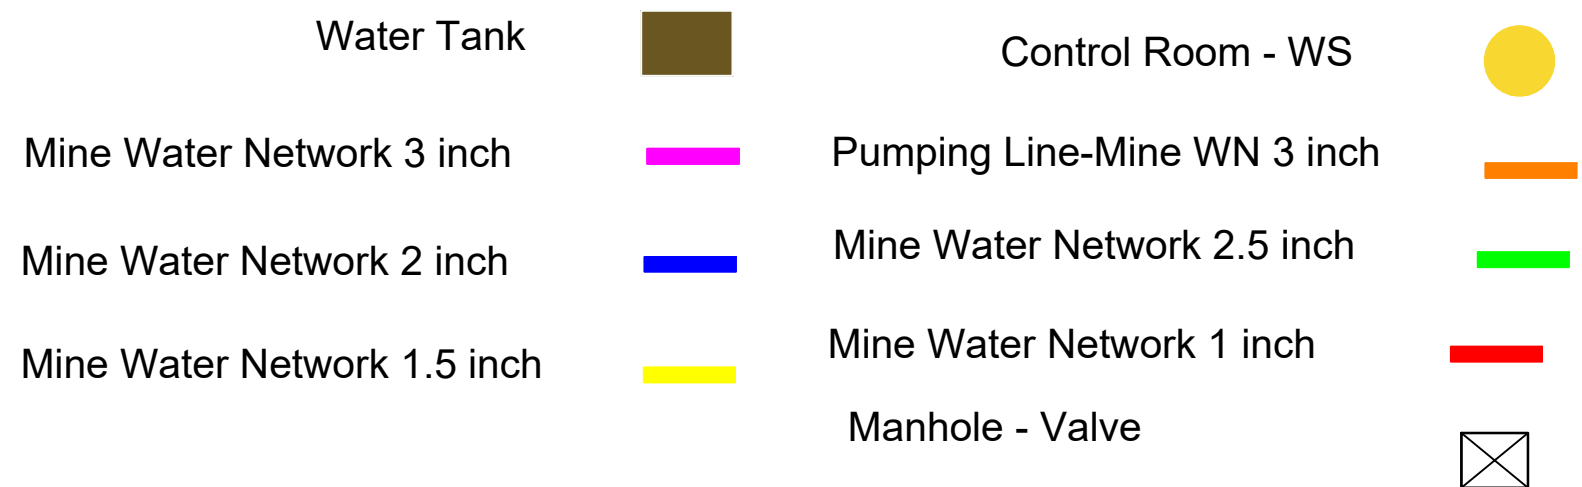 Water Tank
Control Room - WS
Mine Water Network 3 inch
Pumping Line-Mine WN 3 inch
Mine Water Network 2 inch
Mine Water Network 2.5 inch
Mine Water Network 1.5 inch
Mine Water Network 1 inch
Manhole - Valve